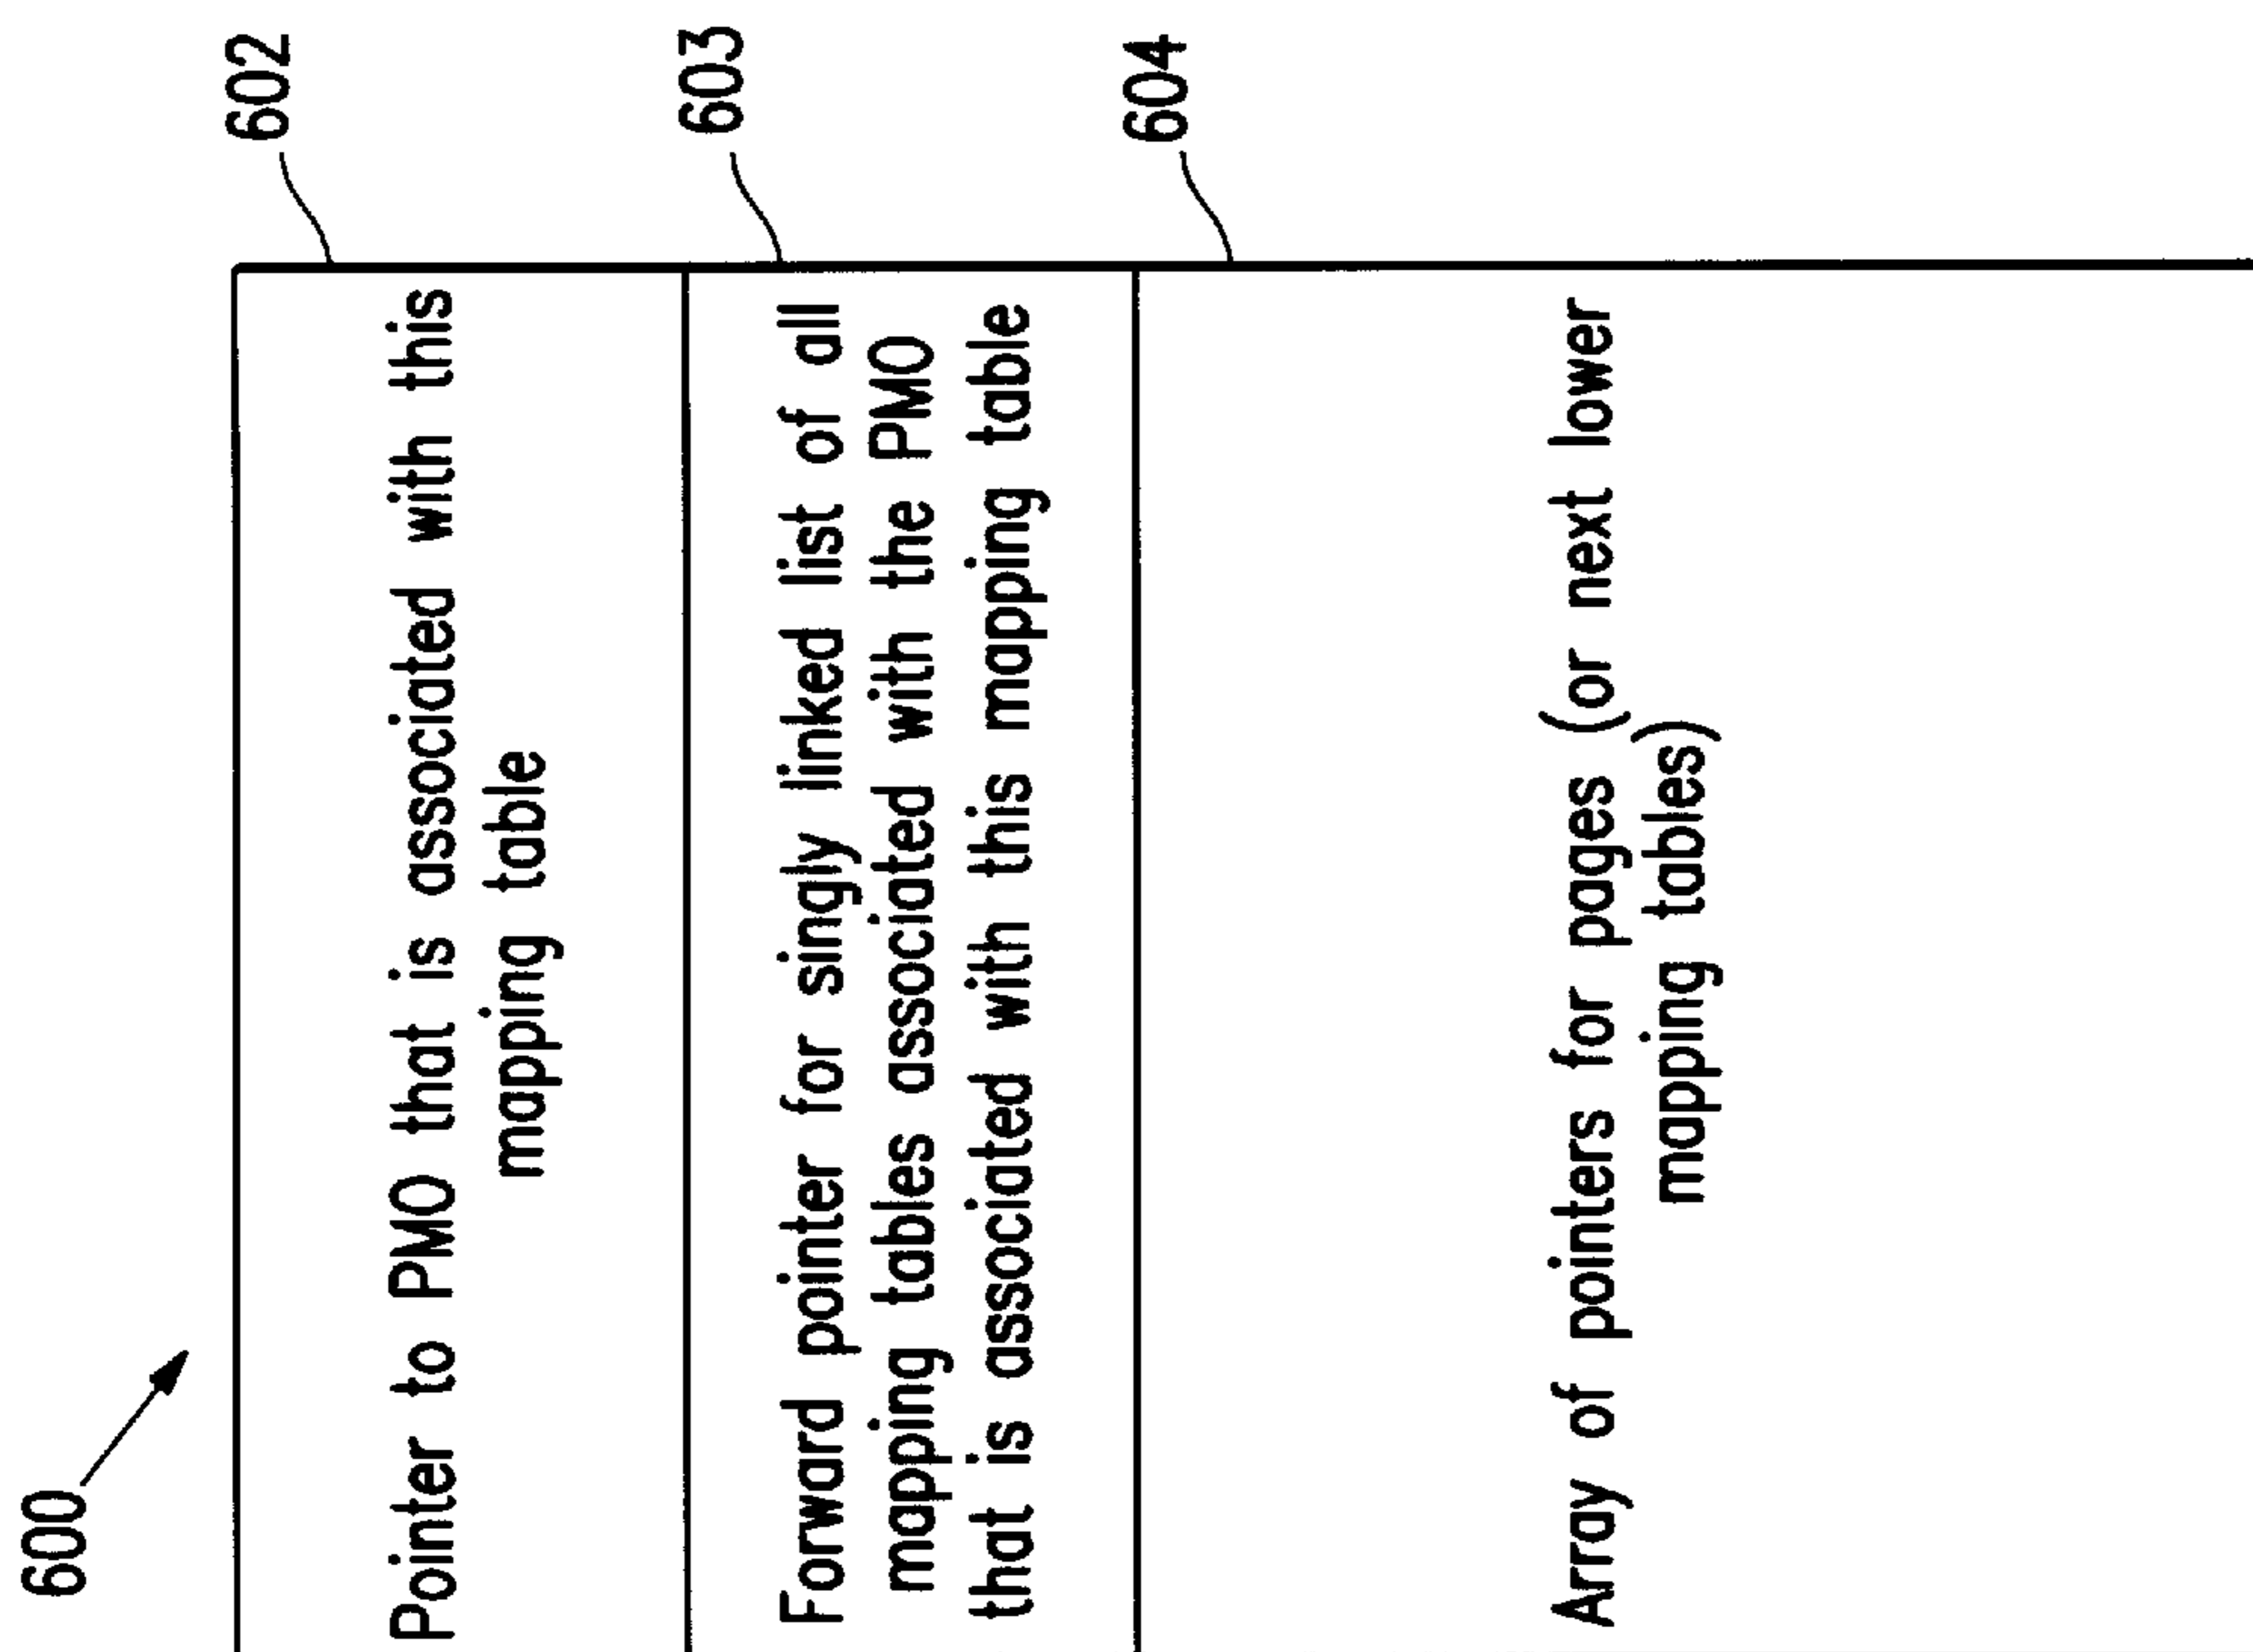 600
Pointer to PMO that is associated with this
mapping table
602
Forward pointer for singly linked list of all
mapping tables associated with the PMO
that is associated with this mapping table
603
Array of pointers for pages (or next lower
mapping tables)
604